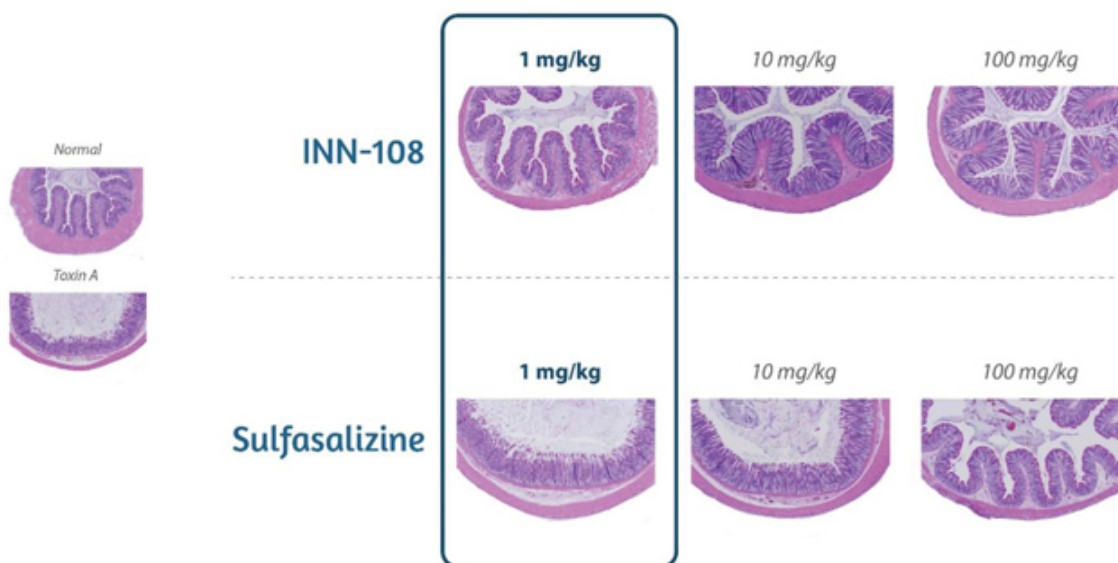 Normal
Toxin A
INN-108
1 mg/kg
10 mg/kg
100 mg/kg
Sulfasalizine
1 mg/kg
10 mg/kg
100 mg/kg